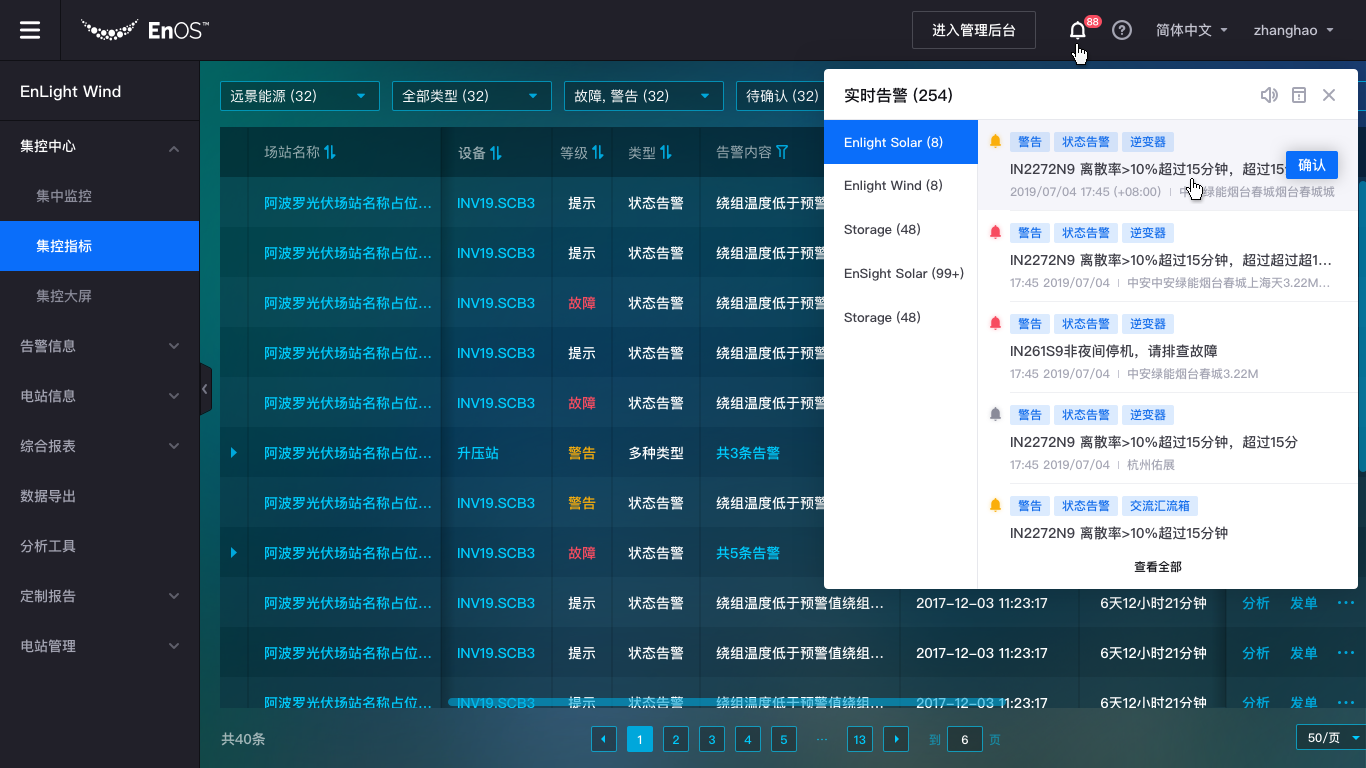 EnOS™
进入管理后台
88
简体中文
zhanghao
EnLight Wind
集控中心
集中监控
集控指标
集控大屏
告警信息
电站信息
综合报表
数据导出
分析工具
定制报告
电站管理
远景能源 (32)
全部类型 (32)
故障, 警告 (32)
待确认 (32)
场站名称 设备 等级 类型 告警内容
阿波罗光伏场站名称占位... INV19.SCB3 提示 状态告警 绕组温度低于预警
阿波罗光伏场站名称占位... INV19.SCB3 提示 状态告警 绕组温度低于预警
阿波罗光伏场站名称占位... INV19.SCB3 故障 状态告警 绕组温度低于预警
阿波罗光伏场站名称占位... INV19.SCB3 提示 状态告警 绕组温度低于预警
阿波罗光伏场站名称占位... INV19.SCB3 故障 状态告警 绕组温度低于预警
阿波罗光伏场站名称占位... 升压站 警告 多种类型 共3条告警
阿波罗光伏场站名称占位... INV19.SCB3 警告 状态告警 绕组温度低于预警
阿波罗光伏场站名称占位... INV19.SCB3 故障 状态告警 共5条告警
阿波罗光伏场站名称占位... INV19.SCB3 提示 状态告警 绕组温度低于预警值绕组... 2017-12-03 11:23:17 6天12小时21分钟 分析 发单 ···
阿波罗光伏场站名称占位... INV19.SCB3 提示 状态告警 绕组温度低于预警值绕组... 2017-12-03 11:23:17 6天12小时21分钟 分析 发单 ···
阿波罗光伏场站名称占位... INV19.SCB3 提示 状态告警 绕组温度低于预警值绕组... 2017-12-03 11:23:17 6天12小时21分钟 分析 发单 ···
共40条
1 2 3 4 5 ··· 13 到 6 页
50/页
实时告警 (254)
Enlight Solar (8)
Enlight Wind (8)
Storage (48)
EnSight Solar (99+)
Storage (48)
警告 状态告警 逆变器
IN2272N9 离散率>10%超过15分钟，超过15
确认
2019/07/04 17:45 (+08:00) | 中 绿能烟台春城烟台春城城
警告 状态告警 逆变器
IN2272N9 离散率>10%超过15分钟，超过超过超1...
17:45 2019/07/04 | 中安中安绿能烟台春城上海天3.22M...
警告 状态告警 逆变器
IN261S9非夜间停机，请排查故障
17:45 2019/07/04 | 中安绿能烟台春城3.22M
警告 状态告警 逆变器
IN2272N9 离散率>10%超过15分钟，超过15分
17:45 2019/07/04 | 杭州佑展
警告 状态告警 交流汇流箱
IN2272N9 离散率>10%超过15分钟
查看全部